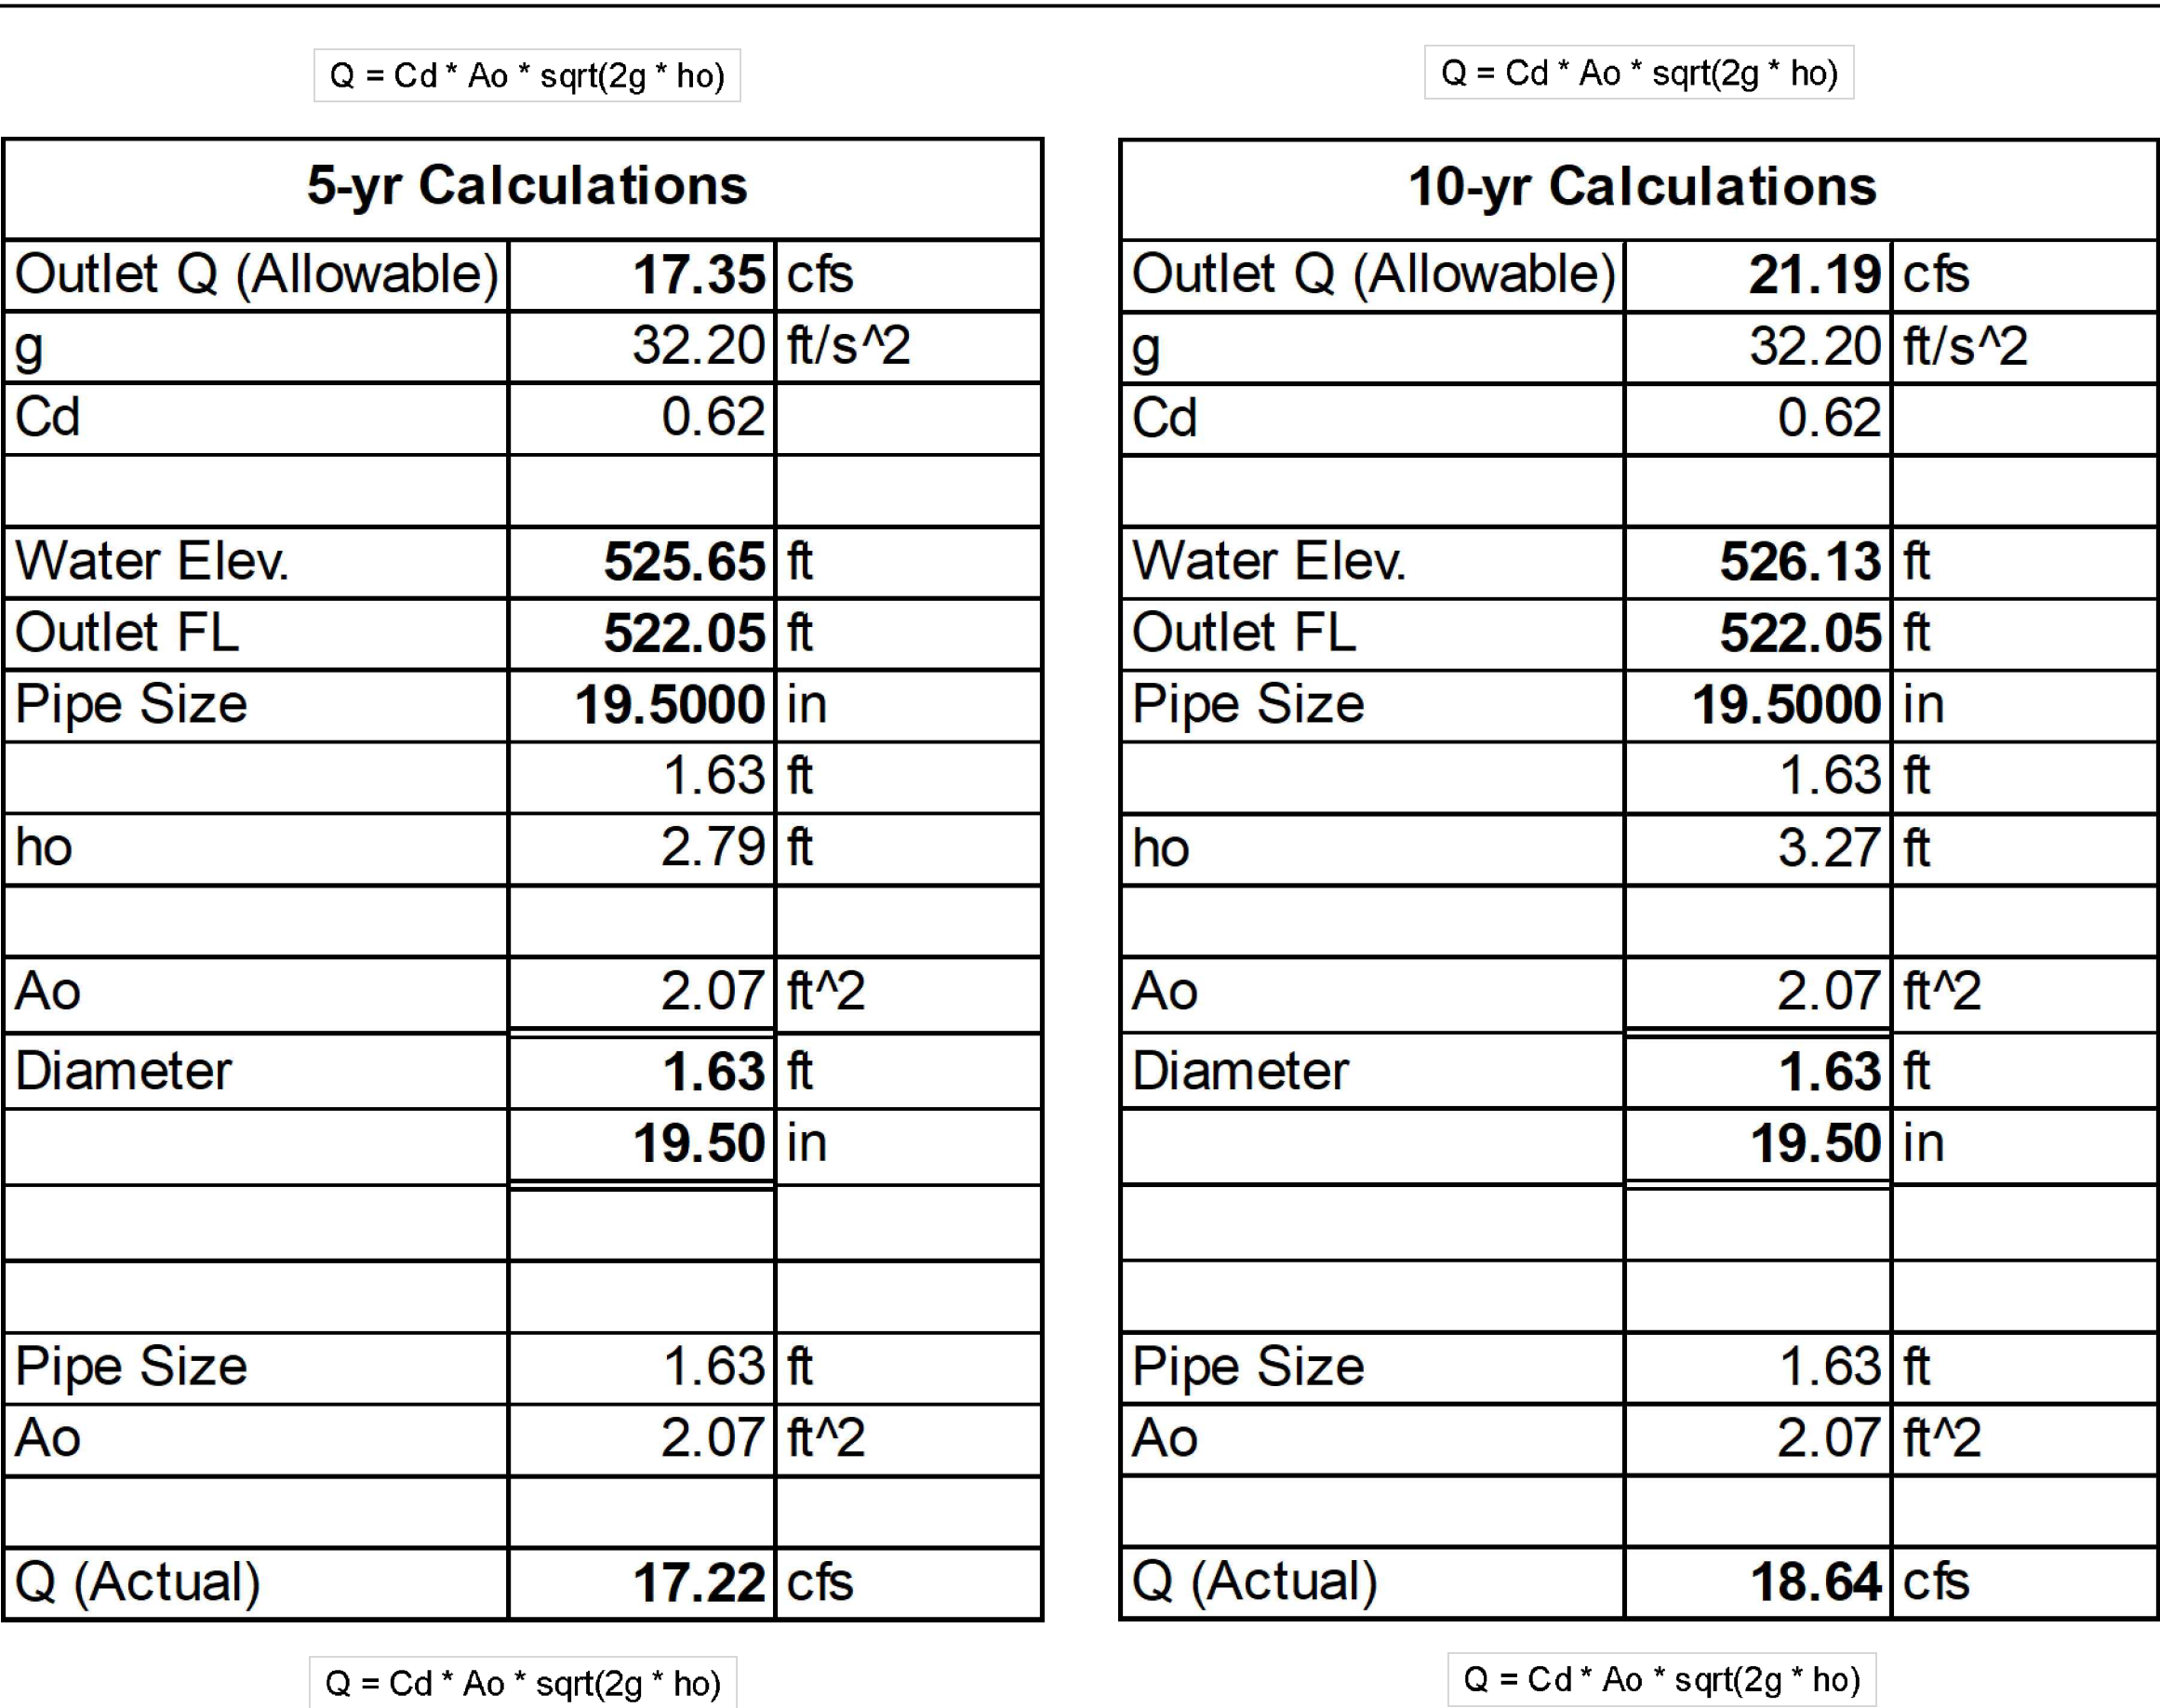 Q = Cd * Ao * sqrt(2g * ho)
5-yr Calculations
Outlet Q (Allowable) 17.35 cfs
g 32.20 ft/s^2
Cd 0.62
Water Elev. 525.65 ft
Outlet FL 522.05 ft
Pipe Size 19.5000 in
1.63 ft
ho 2.79 ft
Ao 2.07 ft^2
Diameter 1.63 ft
19.50 in
Pipe Size 1.63 ft
Ao 2.07 ft^2
Q (Actual) 17.22 cfs
Q = Cd * Ao * sqrt(2g * ho)
Q = Cd * Ao * sqrt(2g * ho)
10-yr Calculations
Outlet Q (Allowable) 21.19 cfs
g 32.20 ft/s^2
Cd 0.62
Water Elev. 526.13 ft
Outlet FL 522.05 ft
Pipe Size 19.5000 in
1.63 ft
ho 3.27 ft
Ao 2.07 ft^2
Diameter 1.63 ft
19.50 in
Pipe Size 1.63 ft
Ao 2.07 ft^2
Q (Actual) 18.64 cfs
Q = Cd * Ao * sqrt(2g * ho)